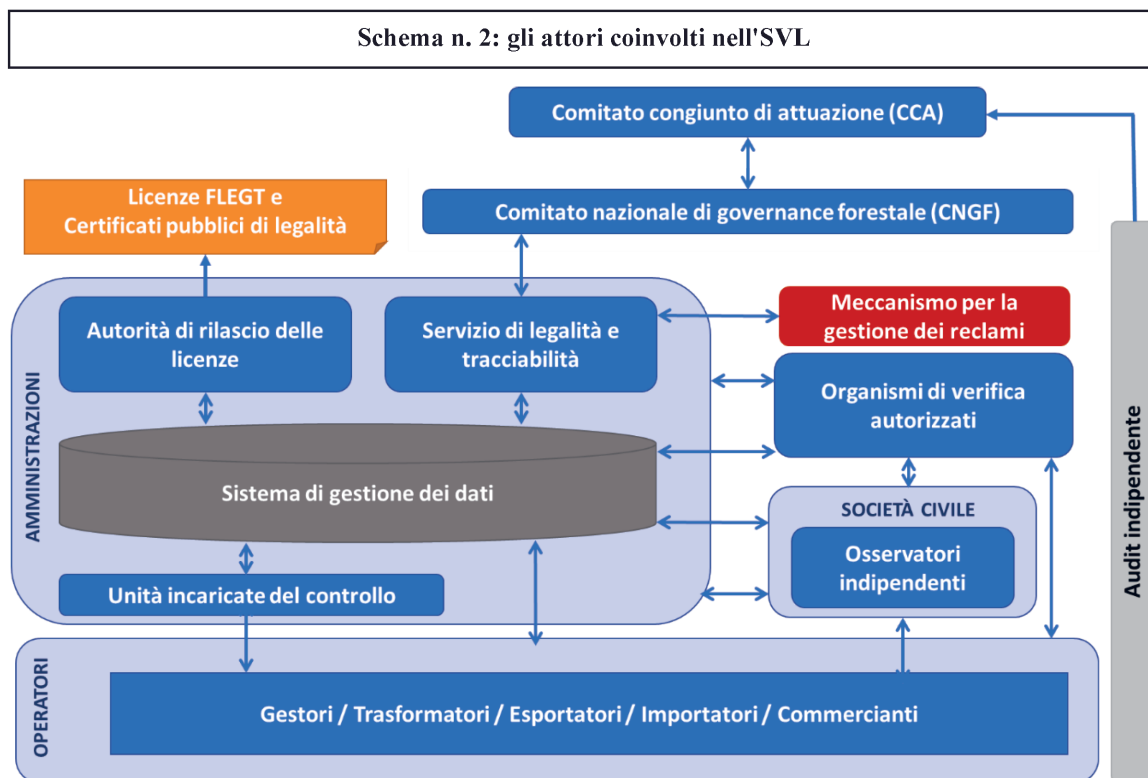 Schema n. 2: gli attori coinvolti nell'SVL
Comitato congiunto di attuazione (CCA)
Licenze FLEGT e
Certificati pubblici di legalità
Comitato nazionale di governance forestale (CNGF)
AMMINISTRAZIONI
Autorità di rilascio delle
licenze
Servizio di legalità e
tracciabilità
Meccanismo per la
gestione dei reclami
Organismi di verifica
autorizzati
Sistema di gestione dei dati
SOCIETÀ CIVILE
Osservatori
indipendenti
Unità incaricate del controllo
Audit indipendente
OPERATORI
Gestori / Trasformatori / Esportatori / Importatori / Commercianti